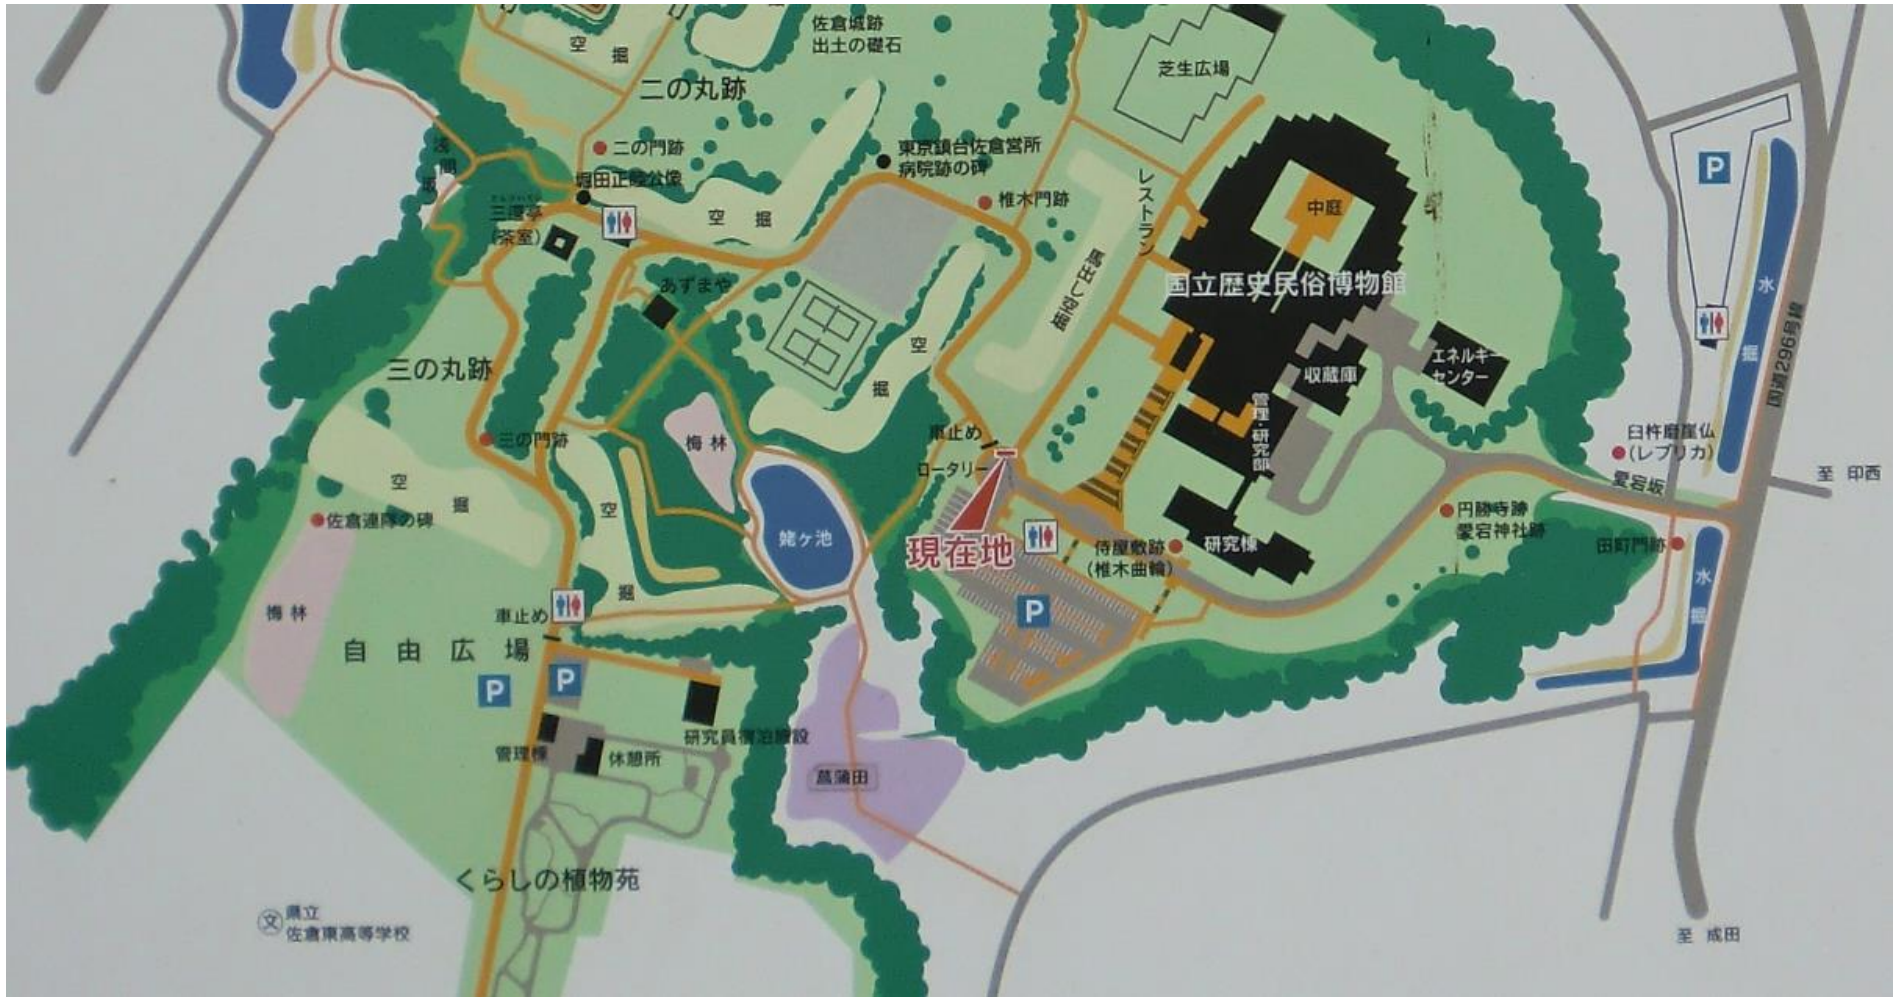 佐倉城跡
出土の礎石
空掘
二の丸跡
芝生広場
二の門跡
東京鎮台佐倉営所
病院跡の碑
浅間坂
堀田正睦公像
三逕亭
(茶室)
椎木門跡
空掘
レストラン
中庭
P
水掘
馬出し空堀
国立歴史民俗博物館
あずまや
国道296号線
三の丸跡
空掘
収蔵庫
エネルギー
センター
管理・研究部
梅林
車止め
ロータリー
三の門跡
臼杵磨崖仏
(レプリカ)
至 印西
愛宕坂
空掘
佐倉連隊の碑
空掘
姥ヶ池
現在地
侍屋敷跡
(椎木曲輪)
研究棟
円勝寺跡
愛宕神社跡
田町門跡
水掘
梅林
車止め
P
自由広場
P
P
管理棟
休憩所
研究員宿泊施設
菖蒲田
くらしの植物苑
文
県立
佐倉東高等学校
至 成田